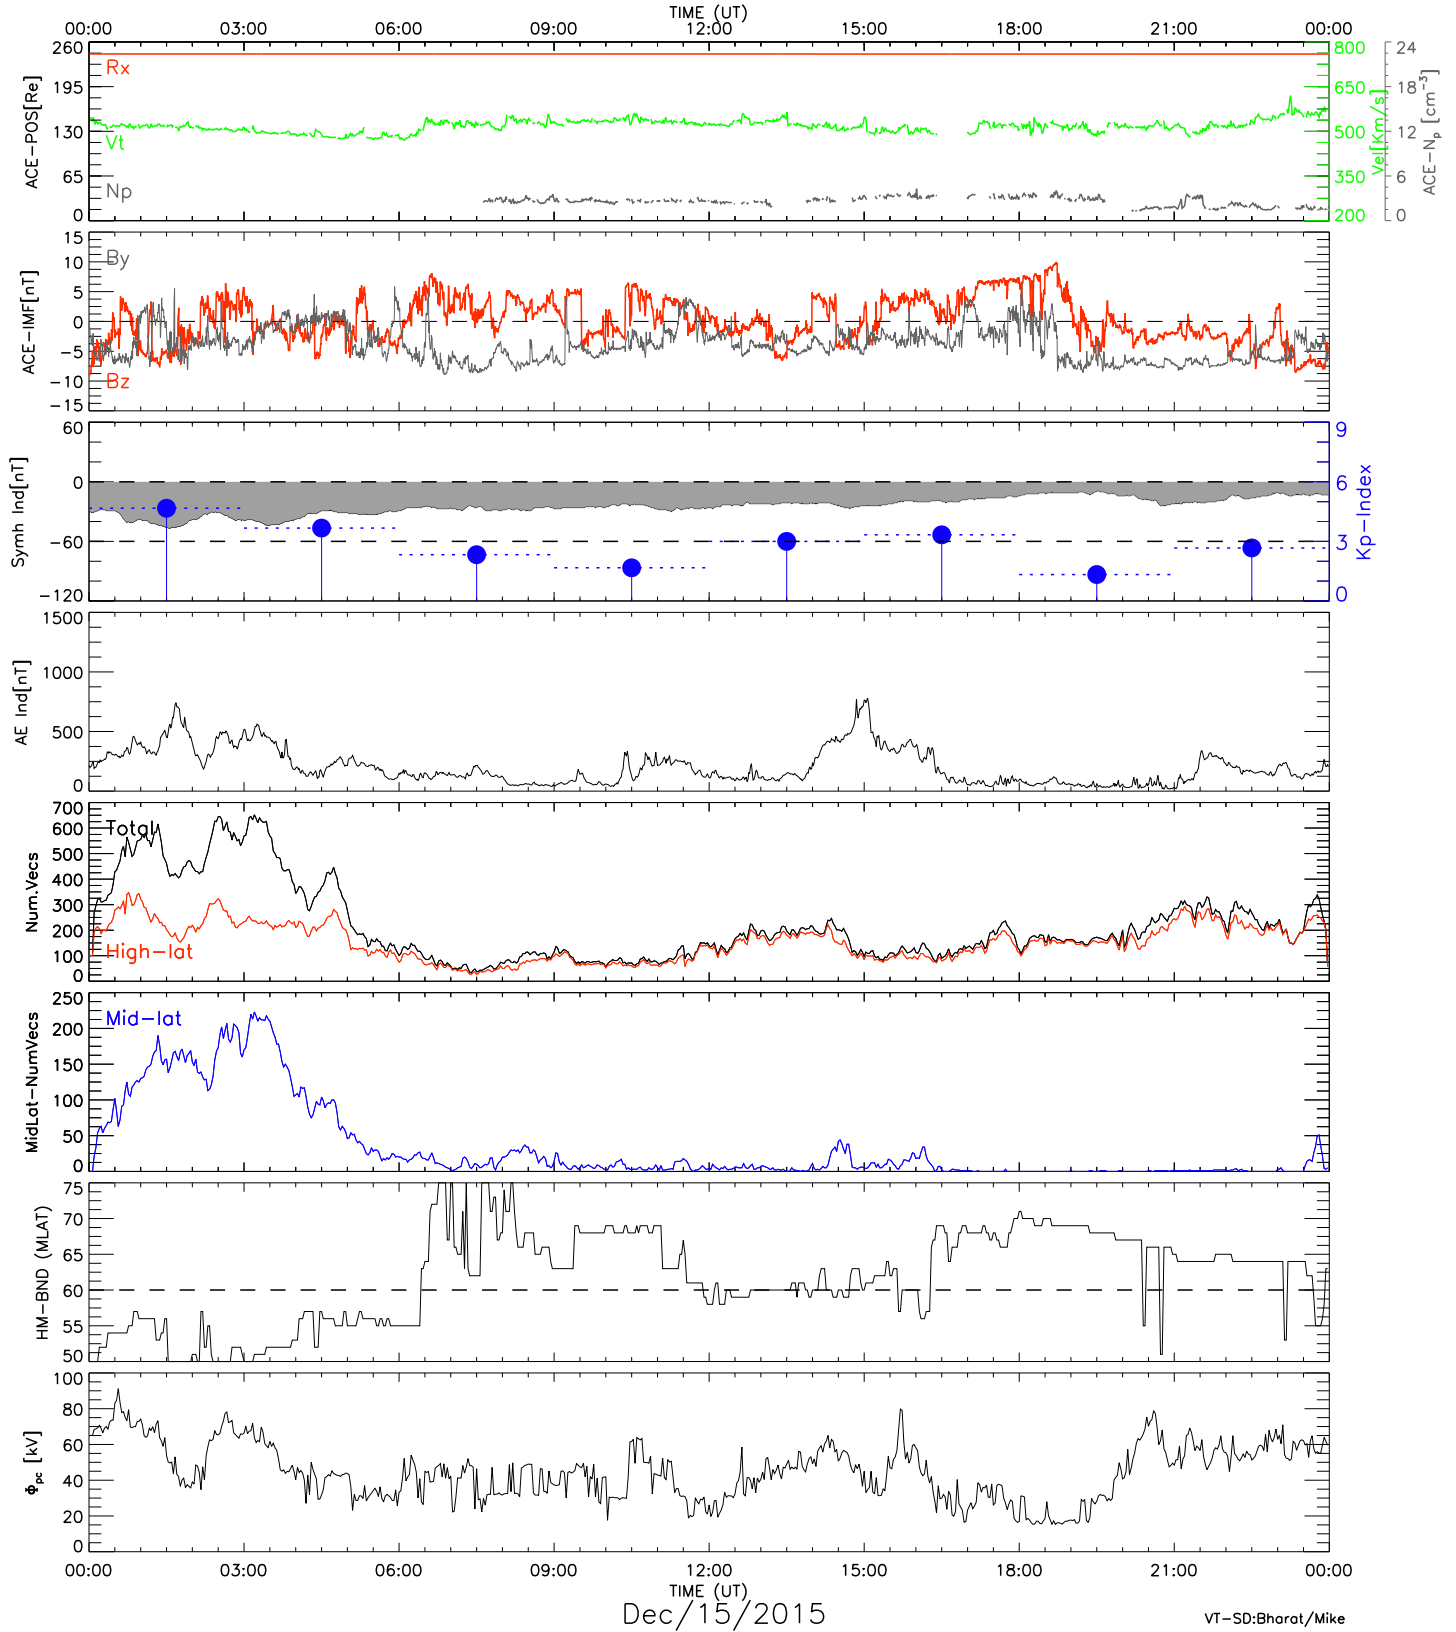 TIME (UT)
00:00 03:00 06:00 09:00 12:00 15:00 18:00 21:00 00:00
260 195 130 65 0
ACE-POS[Re]
Rx
Vt
Np
800 650 500 350 200
Vel[Km/s]
24 18 12 6 0
ACE-Np [cm-3]
15 10 5 0 -5 -10 -15
ACE-IMF[nT]
By
Bz
60 0 -60 -120
Symh Ind[nT]
9 6 3 0
Kp-Index
1500 1000 500 0
AE Ind[nT]
700 600 500 400 300 200 100 0
Num.Vecs
Total
High-lat
250 200 150 100 50 0
MidLat-NumVecs
Mid-lat
75 70 65 60 55 50
HM-BND (MLAT)
100 80 60 40 20 0
Φpc [kV]
00:00 03:00 06:00 09:00 12:00 15:00 18:00 21:00 00:00
TIME (UT)
Dec/15/2015
VT-SD:Bharat/Mike